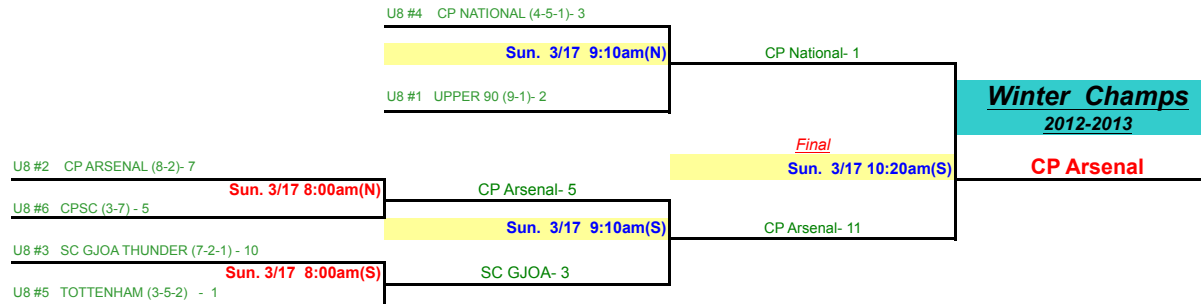 U8 #4 CP NATIONAL (4-5-1)- 3
Sun. 3/17 9:10am(N)
CP National- 1
U8 #1 UPPER 90 (9-1)- 2
Winter Champs
2012-2013
Final
U8 #2 CP ARSENAL (8-2)- 7
Sun. 3/17 10:20am(S)
CP Arsenal
Sun. 3/17 8:00am(N)
CP Arsenal- 5
U8 #6 CPSC (3-7) - 5
Sun. 3/17 9:10am(S)
CP Arsenal- 11
U8 #3 SC GJOA THUNDER (7-2-1) - 10
Sun. 3/17 8:00am(S)
SC GJOA- 3
U8 #5 TOTTENHAM (3-5-2) - 1